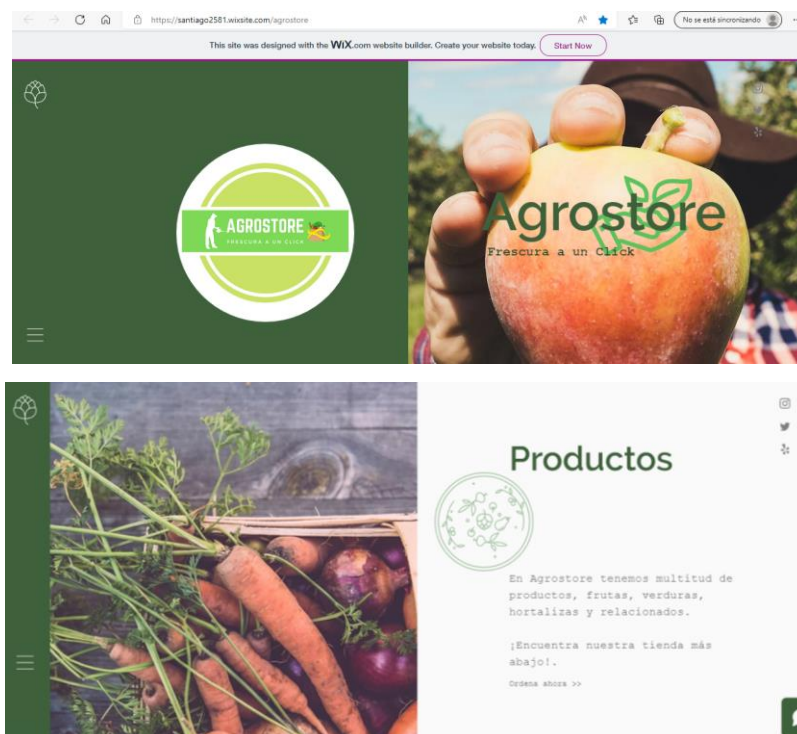 https://santiago2581.wixsite.com/agrostore
No se está sincronizando
This site was designed with the WiX.com website builder. Create your website today. Start Now
AGROSTORE
FRESCURA A UN CLICK
Agrostore
Frescura a un Click
Productos
En Agrostore tenemos multitud de
productos, frutas, verduras,
hortalizas y relacionados.
¡Encuentra nuestra tienda más
abajo!.
Ordena ahora >>